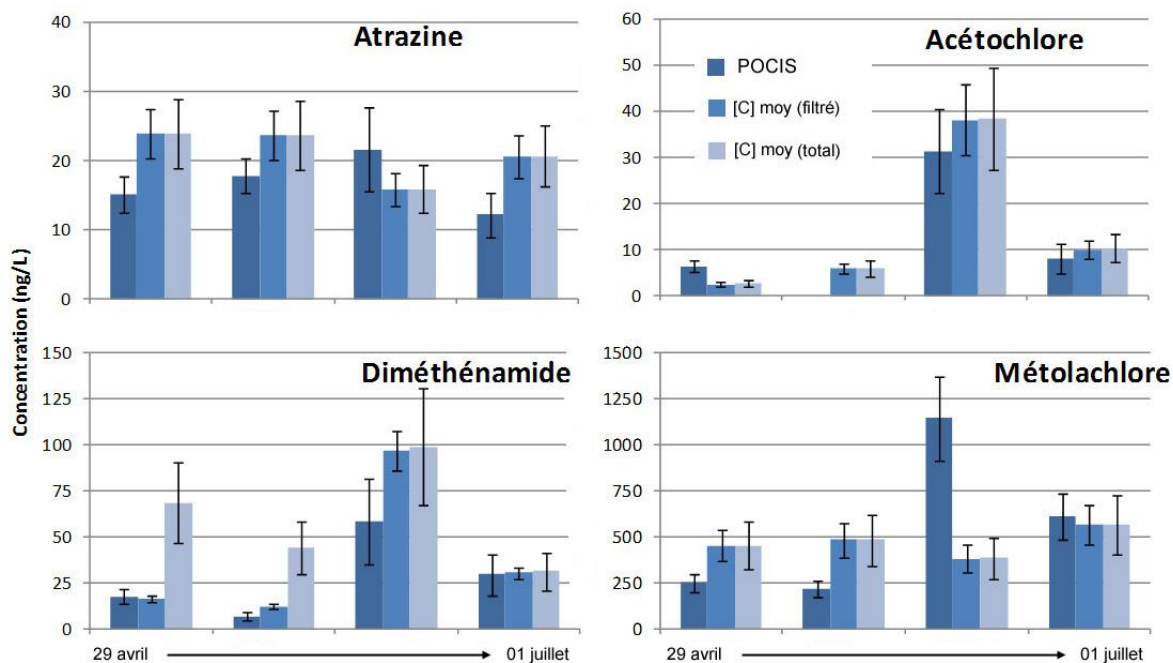 Concentration (ng/L)
Atrazine
40
30
20
10
0
Acétochlore
60
50
40
30
20
10
0
POCIS
[C] moy (filtré)
[C] moy (total)
Diméthénamide
150
125
100
75
50
25
0
29 avril
01 juillet
Métolachlore
1500
1250
1000
750
500
250
0
29 avril
01 juillet